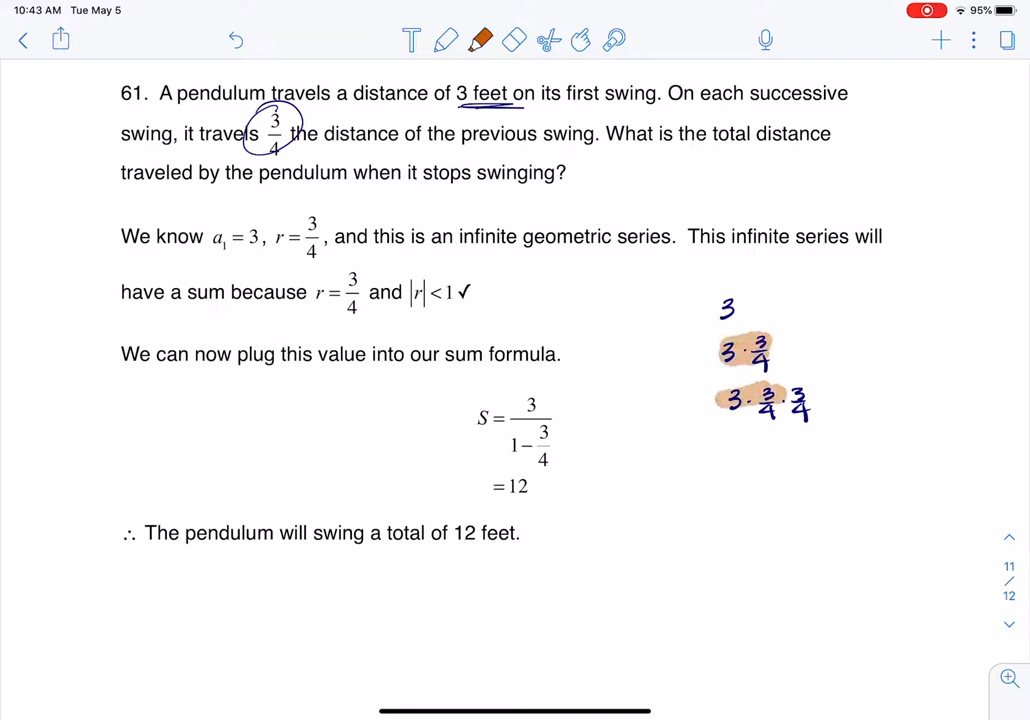 10:43 AM Tue May 5
95%
T
61. A pendulum travels a distance of 3 feet on its first swing. On each successive
swing, it travels 3/4 the distance of the previous swing. What is the total distance
traveled by the pendulum when it stops swinging?
We know a₁ = 3, r = 3/4, and this is an infinite geometric series. This infinite series will
have a sum because r = 3/4 and |r| < 1 ✓
3
We can now plug this value into our sum formula.
3 · 3/4
3 · 3/4 · 3/4
S = 3/(1 − 3/4)
= 12
∴ The pendulum will swing a total of 12 feet.
11
/
12